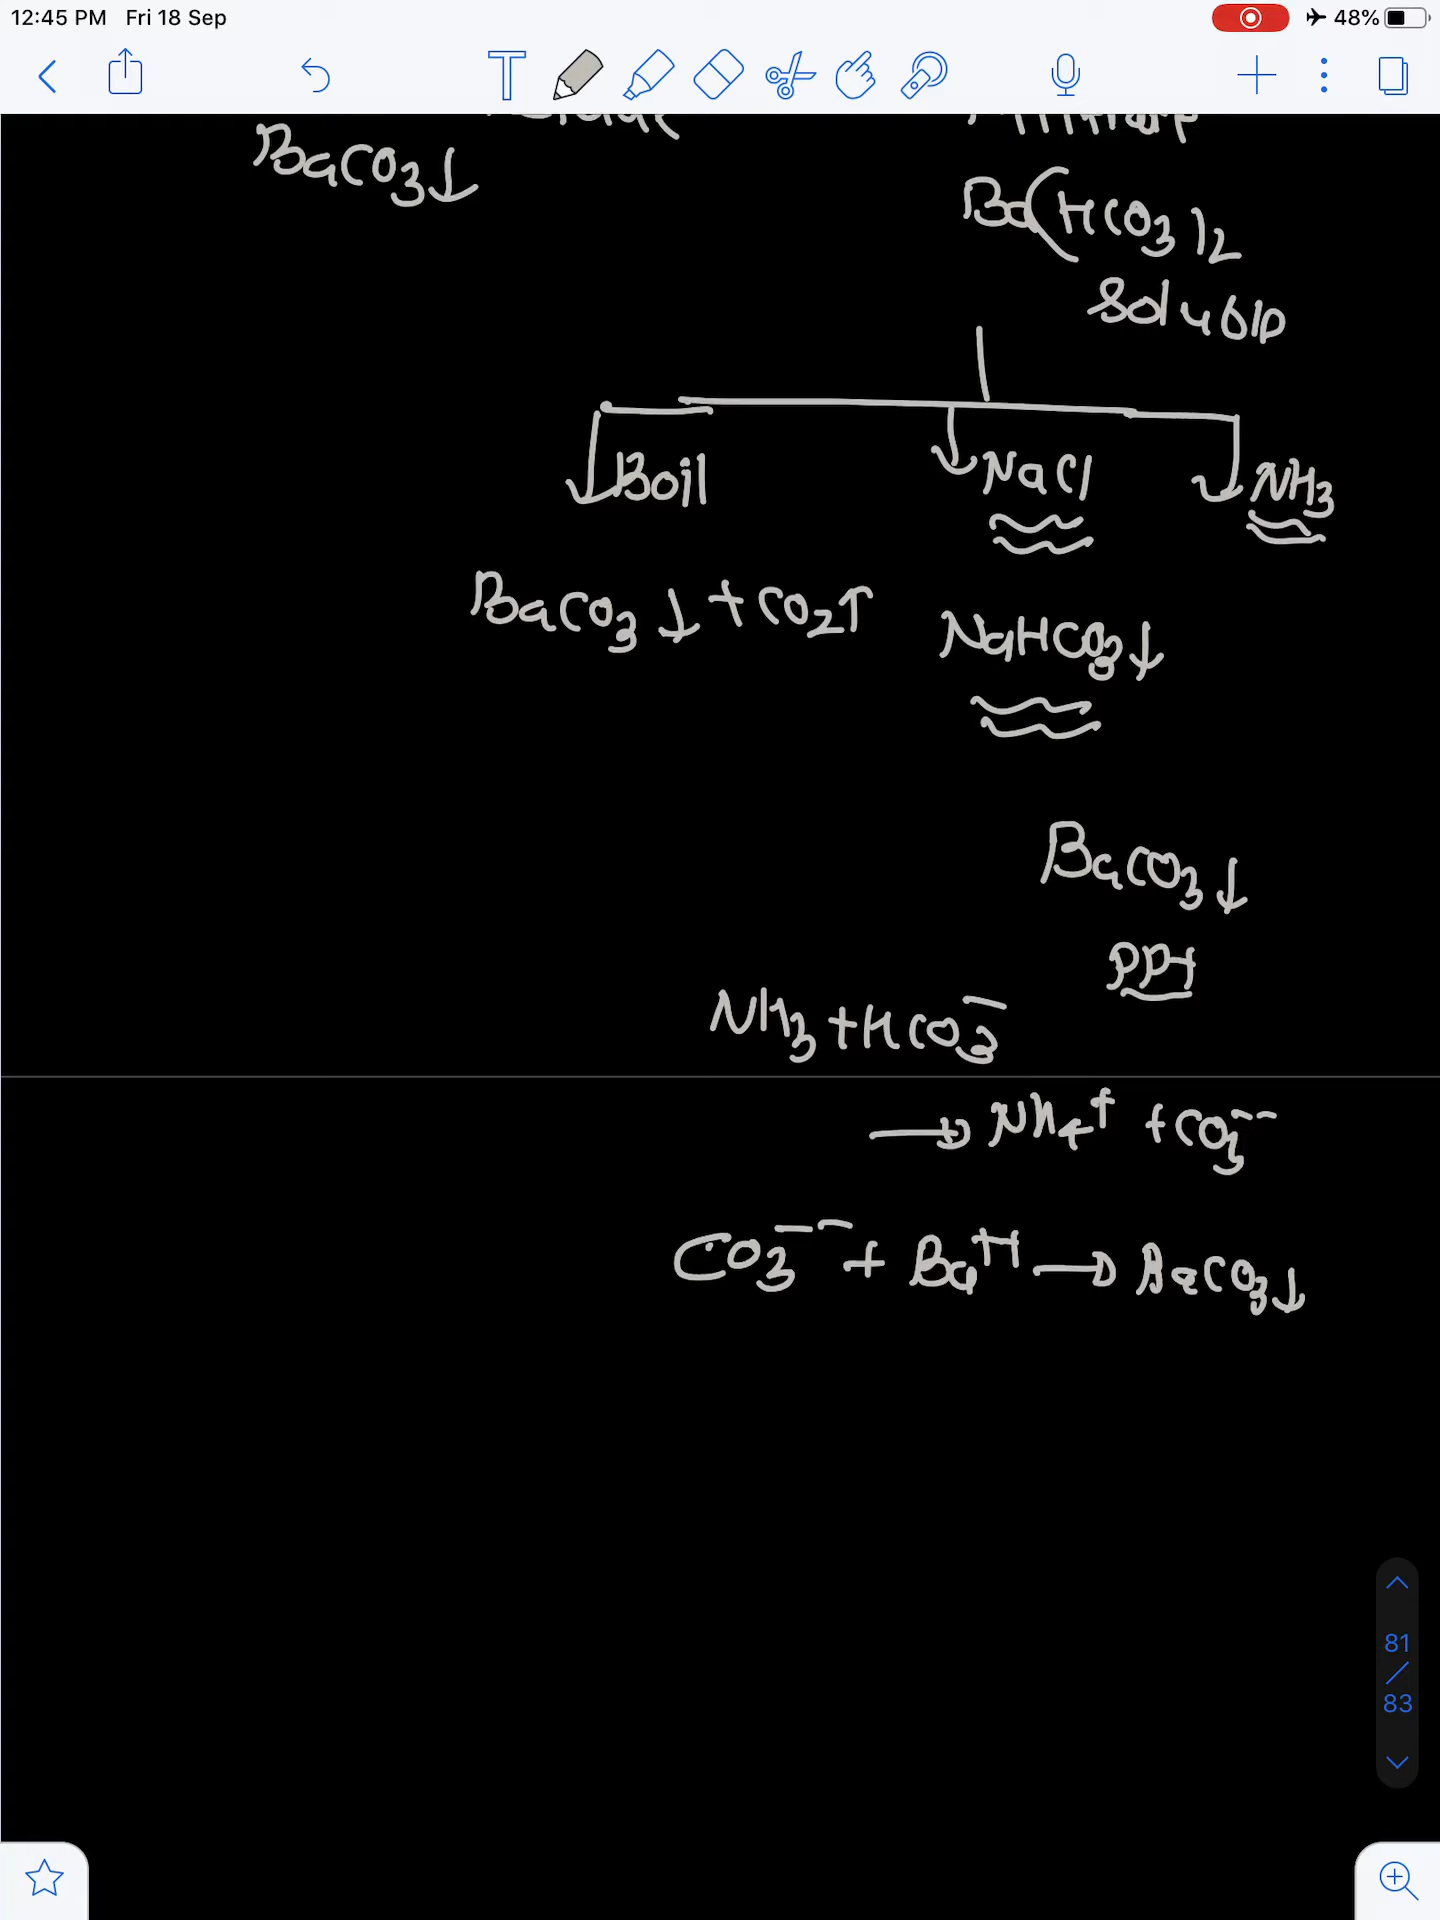 12:45 PM Fri 18 Sep 48%
T
BaCO3↓
Ba(HCO3)2
Soluble
↓Boil ↓NaCl ↓NH3
BaCO3↓ + CO2↑ NaHCO3↓
BaCO3↓
PPt
NH3 + HCO3–
→ NH4+ + CO3--
CO3-- + Ba++ → BaCO3↓
81
/
83